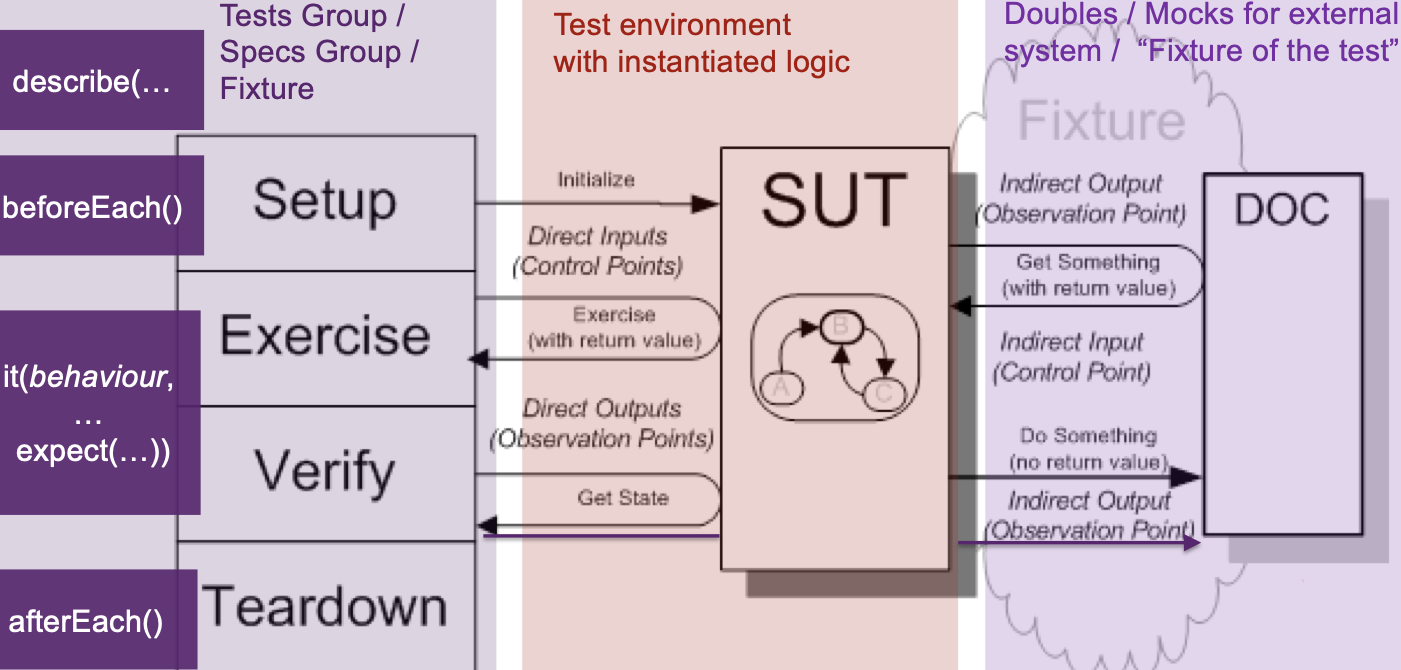 Tests Group /
Specs Group /
Fixture
describe(…
beforeEach()
it(behaviour,
…
expect(…))
afterEach()
Setup
Exercise
Verify
Teardown
Test environment
with instantiated logic
Initialize
Direct Inputs
(Control Points)
Exercise
(with return value)
Direct Outputs
(Observation Points)
Get State
SUT
A
B
C
Doubles / Mocks for external
system / “Fixture of the test”
Fixture
Indirect Output
(Observation Point)
Get Something
(with return value)
Indirect Input
(Control Point)
Do Something
(no return value)
Indirect Output
(Observation Point)
DOC